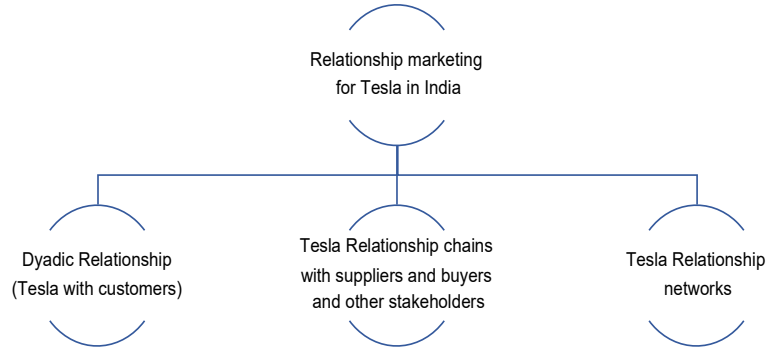 Relationship marketing
for Tesla in India
Dyadic Relationship
(Tesla with customers)
Tesla Relationship chains
with suppliers and buyers
and other stakeholders
Tesla Relationship
networks